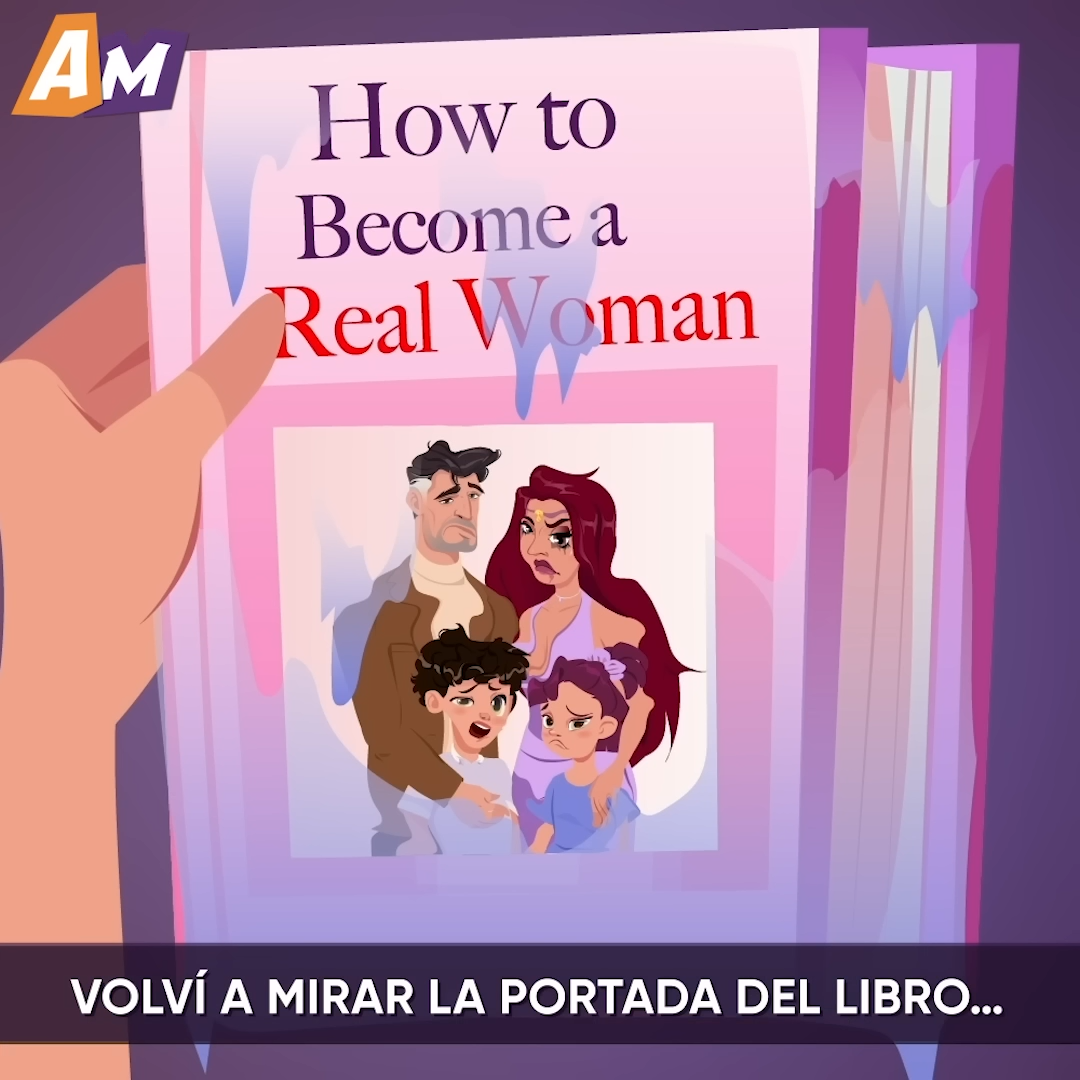 AM
How to
Become a
Real Woman
VOLVÍ A MIRAR LA PORTADA DEL LIBRO...